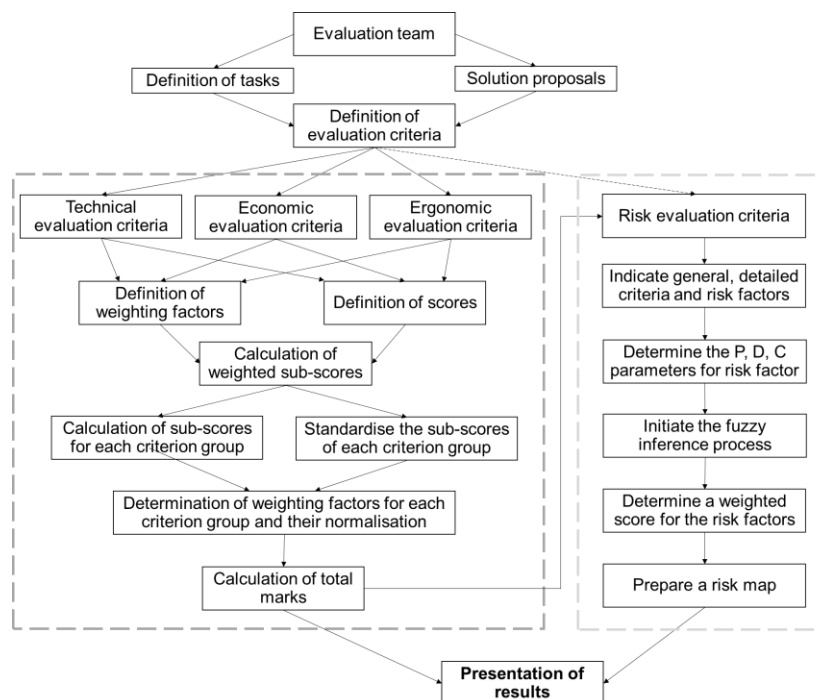 Evaluation team
Definition of tasks
Solution proposals
Definition of
evaluation criteria
Technical
evaluation criteria
Economic
evaluation criteria
Ergonomic
evaluation criteria
Risk evaluation criteria
Definition of
weighting factors
Definition of scores
Indicate general, detailed
criteria and risk factors
Calculation of
weighted sub-scores
Determine the P, D, C
parameters for risk factor
Calculation of sub-scores
for each criterion group
Standardise the sub-scores
of each criterion group
Initiate the fuzzy
inference process
Determination of weighting factors for each
criterion group and their normalisation
Determine a weighted
score for the risk factors
Calculation of total
marks
Prepare a risk map
Presentation of
results